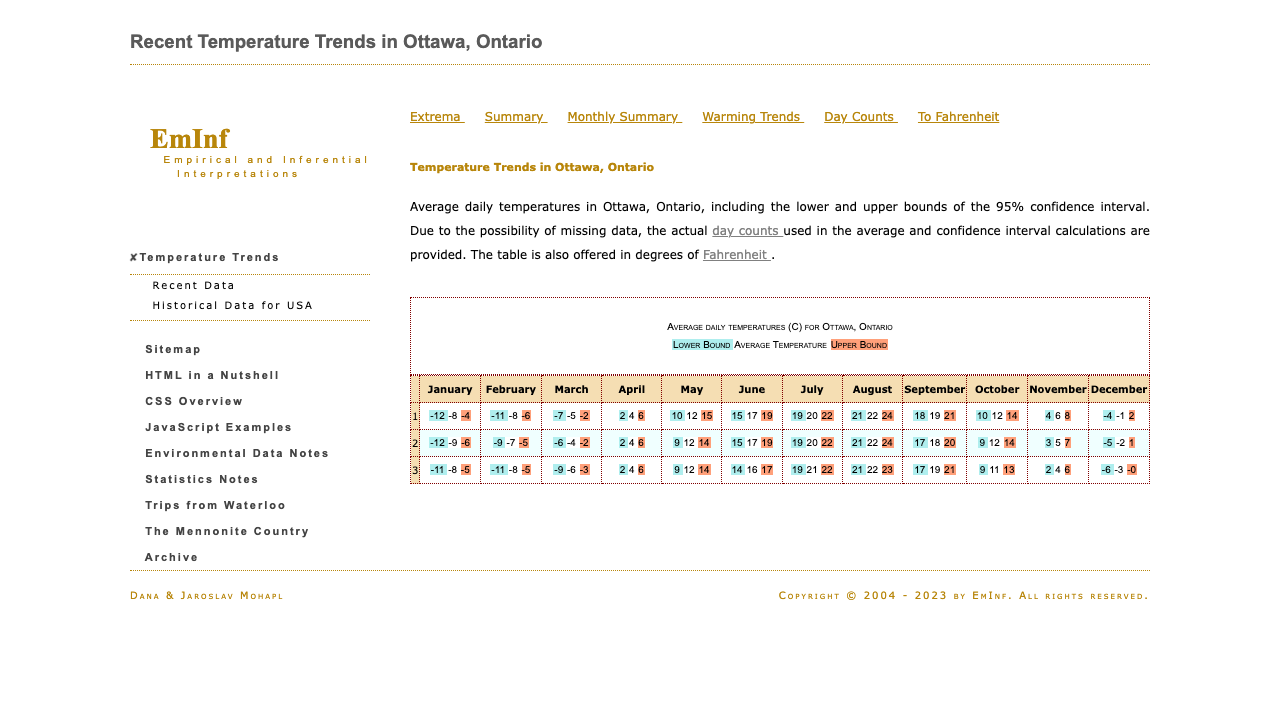 Recent Temperature Trends in Ottawa, Ontario
EmInf
Empirical and Inferential
Interpretations
✘Temperature Trends
Recent Data
Historical Data for USA
Sitemap
HTML in a Nutshell
CSS Overview
JavaScript Examples
Environmental Data Notes
Statistics Notes
Trips from Waterloo
The Mennonite Country
Archive
Extrema Summary Monthly Summary Warming Trends Day Counts To Fahrenheit
Temperature Trends in Ottawa, Ontario
Average daily temperatures in Ottawa, Ontario, including the lower and upper bounds of the 95% confidence interval.
Due to the possibility of missing data, the actual day counts used in the average and confidence interval calculations are
provided. The table is also offered in degrees of Fahrenheit .
Average daily temperatures (C) for Ottawa, Ontario
Lower Bound Average Temperature Upper Bound
January February March April May June July August September October November December
1 -12 -8 -4 -11 -8 -6 -7 -5 -2 2 4 6 10 12 15 15 17 19 19 20 22 21 22 24 18 19 21 10 12 14 4 6 8 -4 -1 2
2 -12 -9 -6 -9 -7 -5 -6 -4 -2 2 4 6 9 12 14 15 17 19 19 20 22 21 22 24 17 18 20 9 12 14 3 5 7 -5 -2 1
3 -11 -8 -5 -11 -8 -5 -9 -6 -3 2 4 6 9 12 14 14 16 17 19 21 22 21 22 23 17 19 21 9 11 13 2 4 6 -6 -3 -0
Dana & Jaroslav Mohapl
Copyright © 2004 - 2023 by EmInf. All rights reserved.